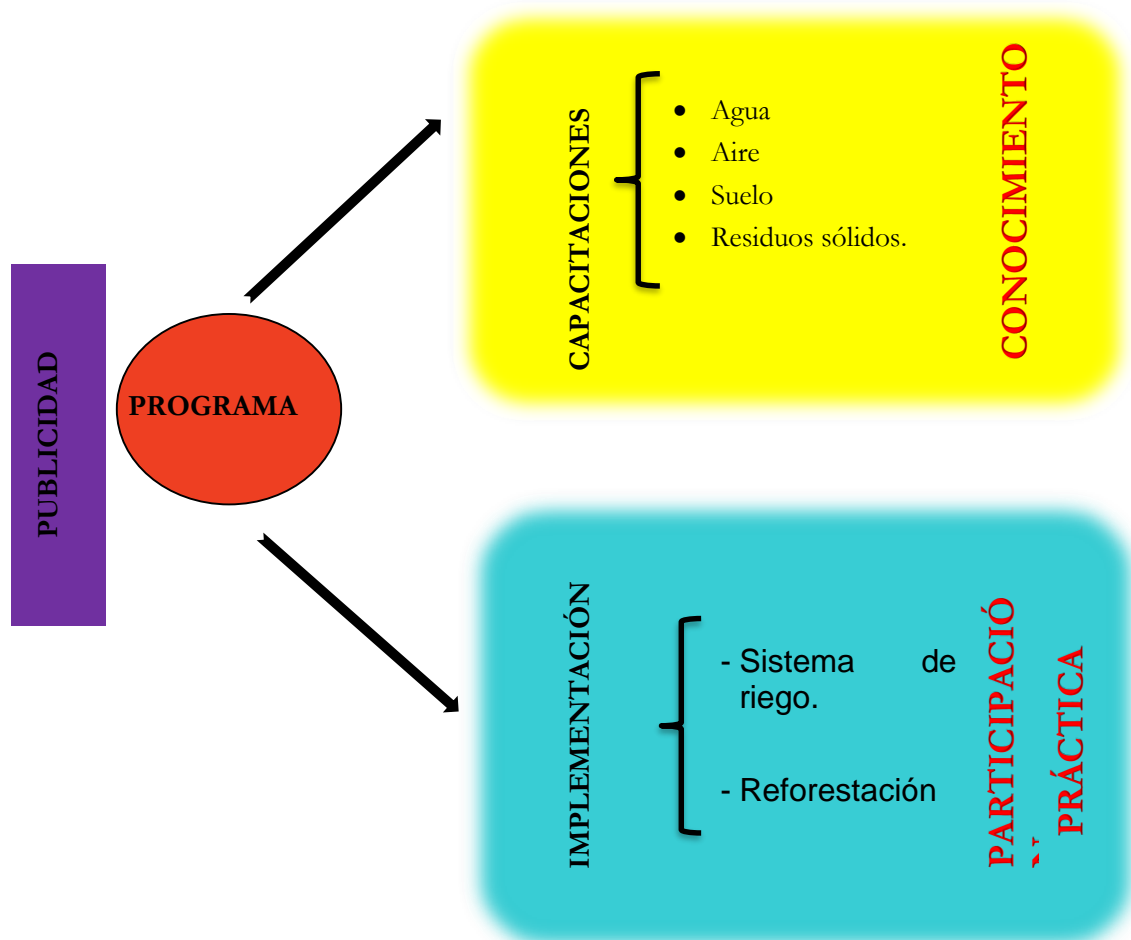 PUBLICIDAD
PROGRAMA
CAPACITACIONES
• Agua
• Aire
• Suelo
• Residuos sólidos.
CONOCIMIENTO
IMPLEMENTACIÓN
- Sistema de
riego.
- Reforestación
PARTICIPACIÓ
PRÁCTICA